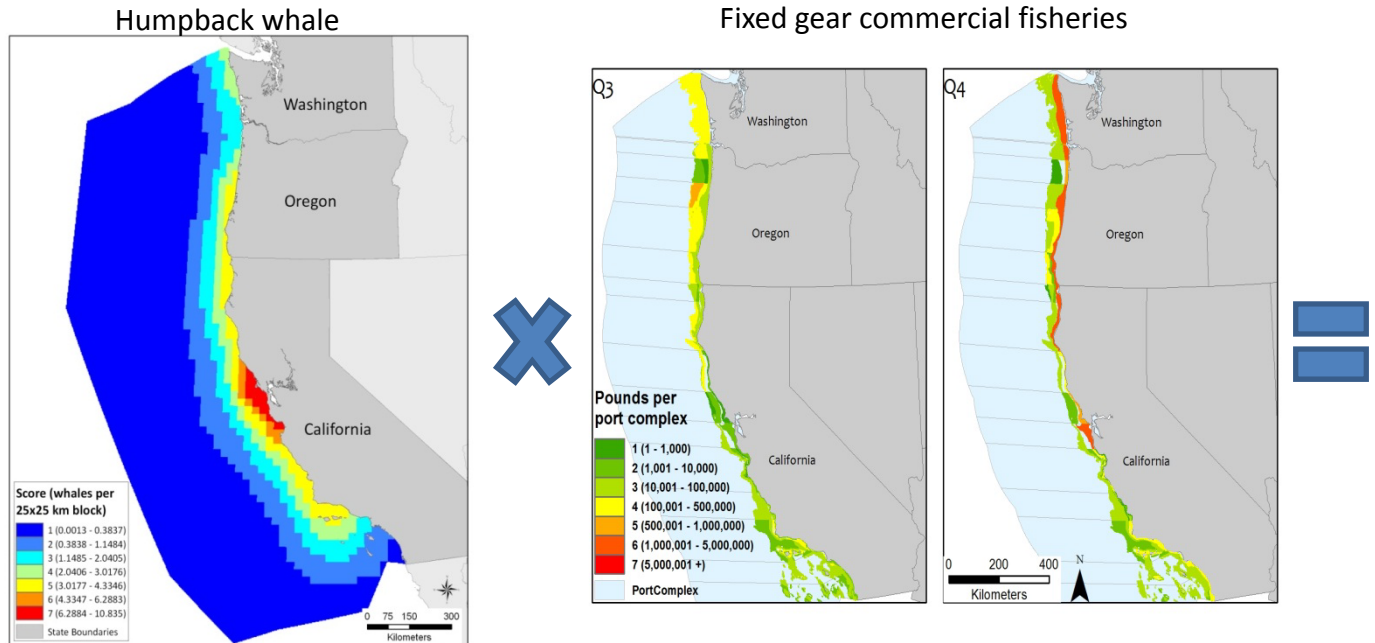 Humpback whale
Fixed gear commercial fisheries
Washington
Oregon
California
Score (whales per
25x25 km block)
1 (0.0013 - 0.3837)
2 (0.3838 - 1.1484)
3 (1.1485 - 2.0405)
4 (2.0406 - 3.0176)
5 (3.0177 - 4.3346)
6 (4.3347 - 6.2883)
7 (6.2884 - 10.835)
State Boundaries
0 75 150 300
Kilometers
Q3
Washington
Oregon
California
Pounds per
port complex
1 (1 - 1,000)
2 (1,001 - 10,000)
3 (10,001 - 100,000)
4 (100,001 - 500,000)
5 (500,001 - 1,000,000)
6 (1,000,001 - 5,000,000)
7 (5,000,001 +)
PortComplex
Q4
Washington
Oregon
California
0 200 400
Kilometers
N